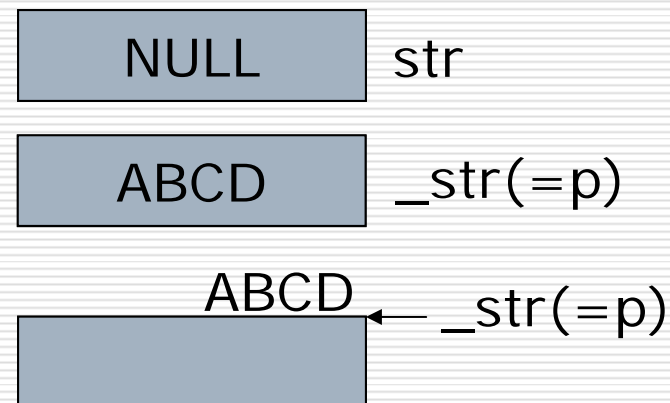 NULL str
ABCD _str(=p)
ABCD
_str(=p)